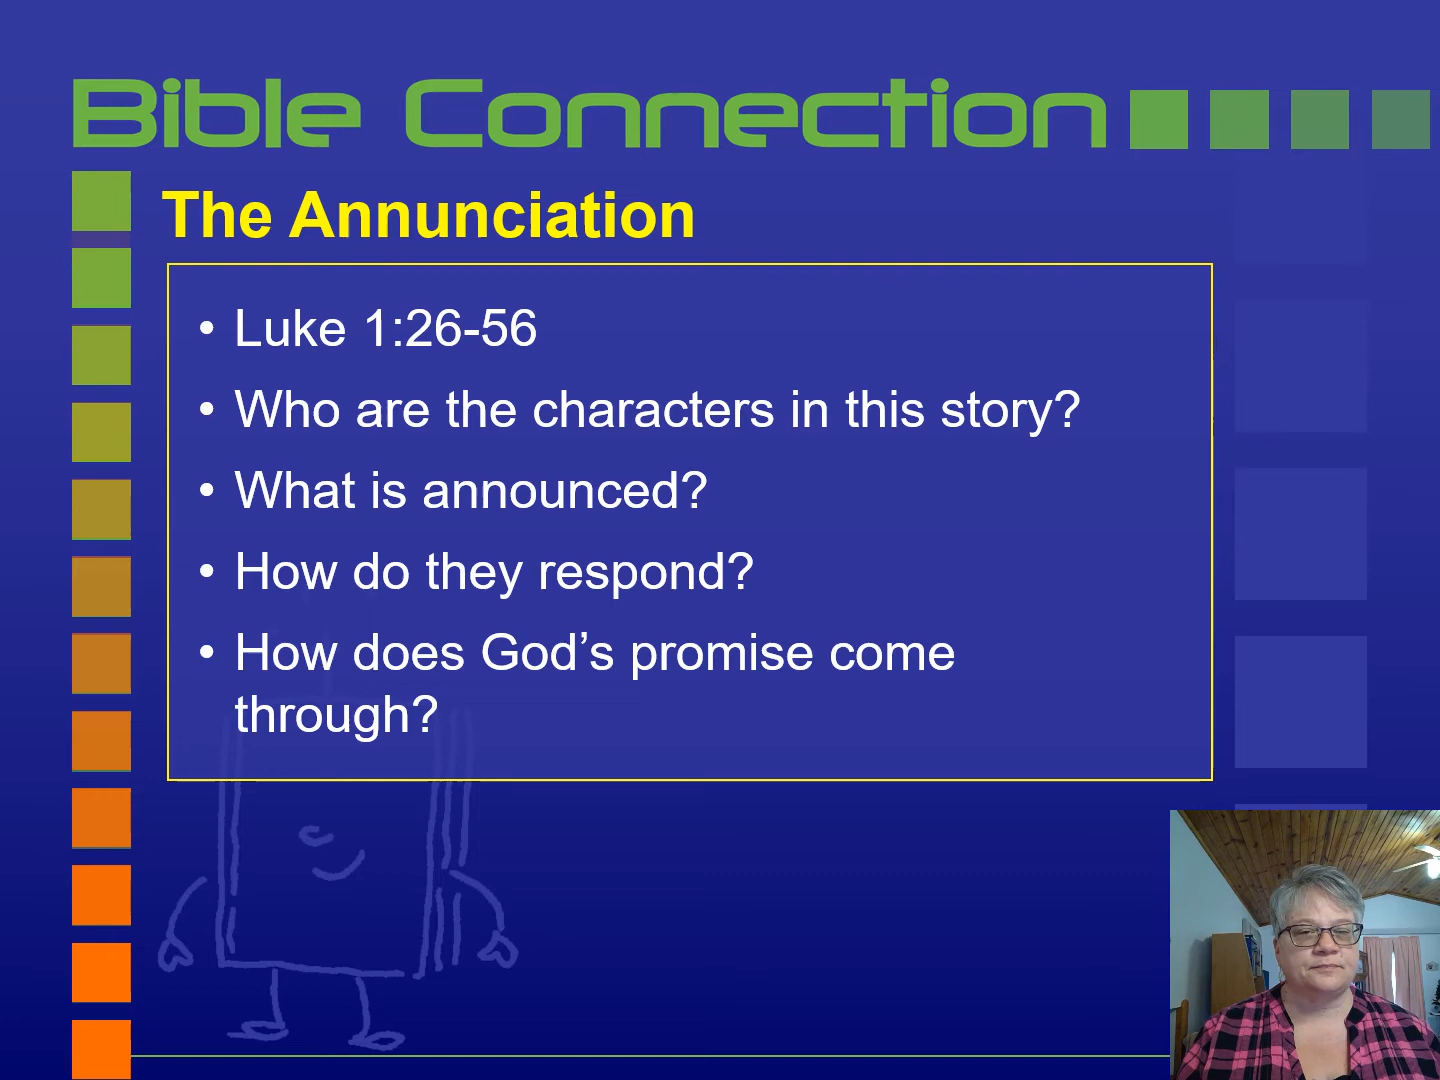 Bible Connection
The Annunciation
• Luke 1:26-56
• Who are the characters in this story?
• What is announced?
• How do they respond?
• How does God’s promise come
through?